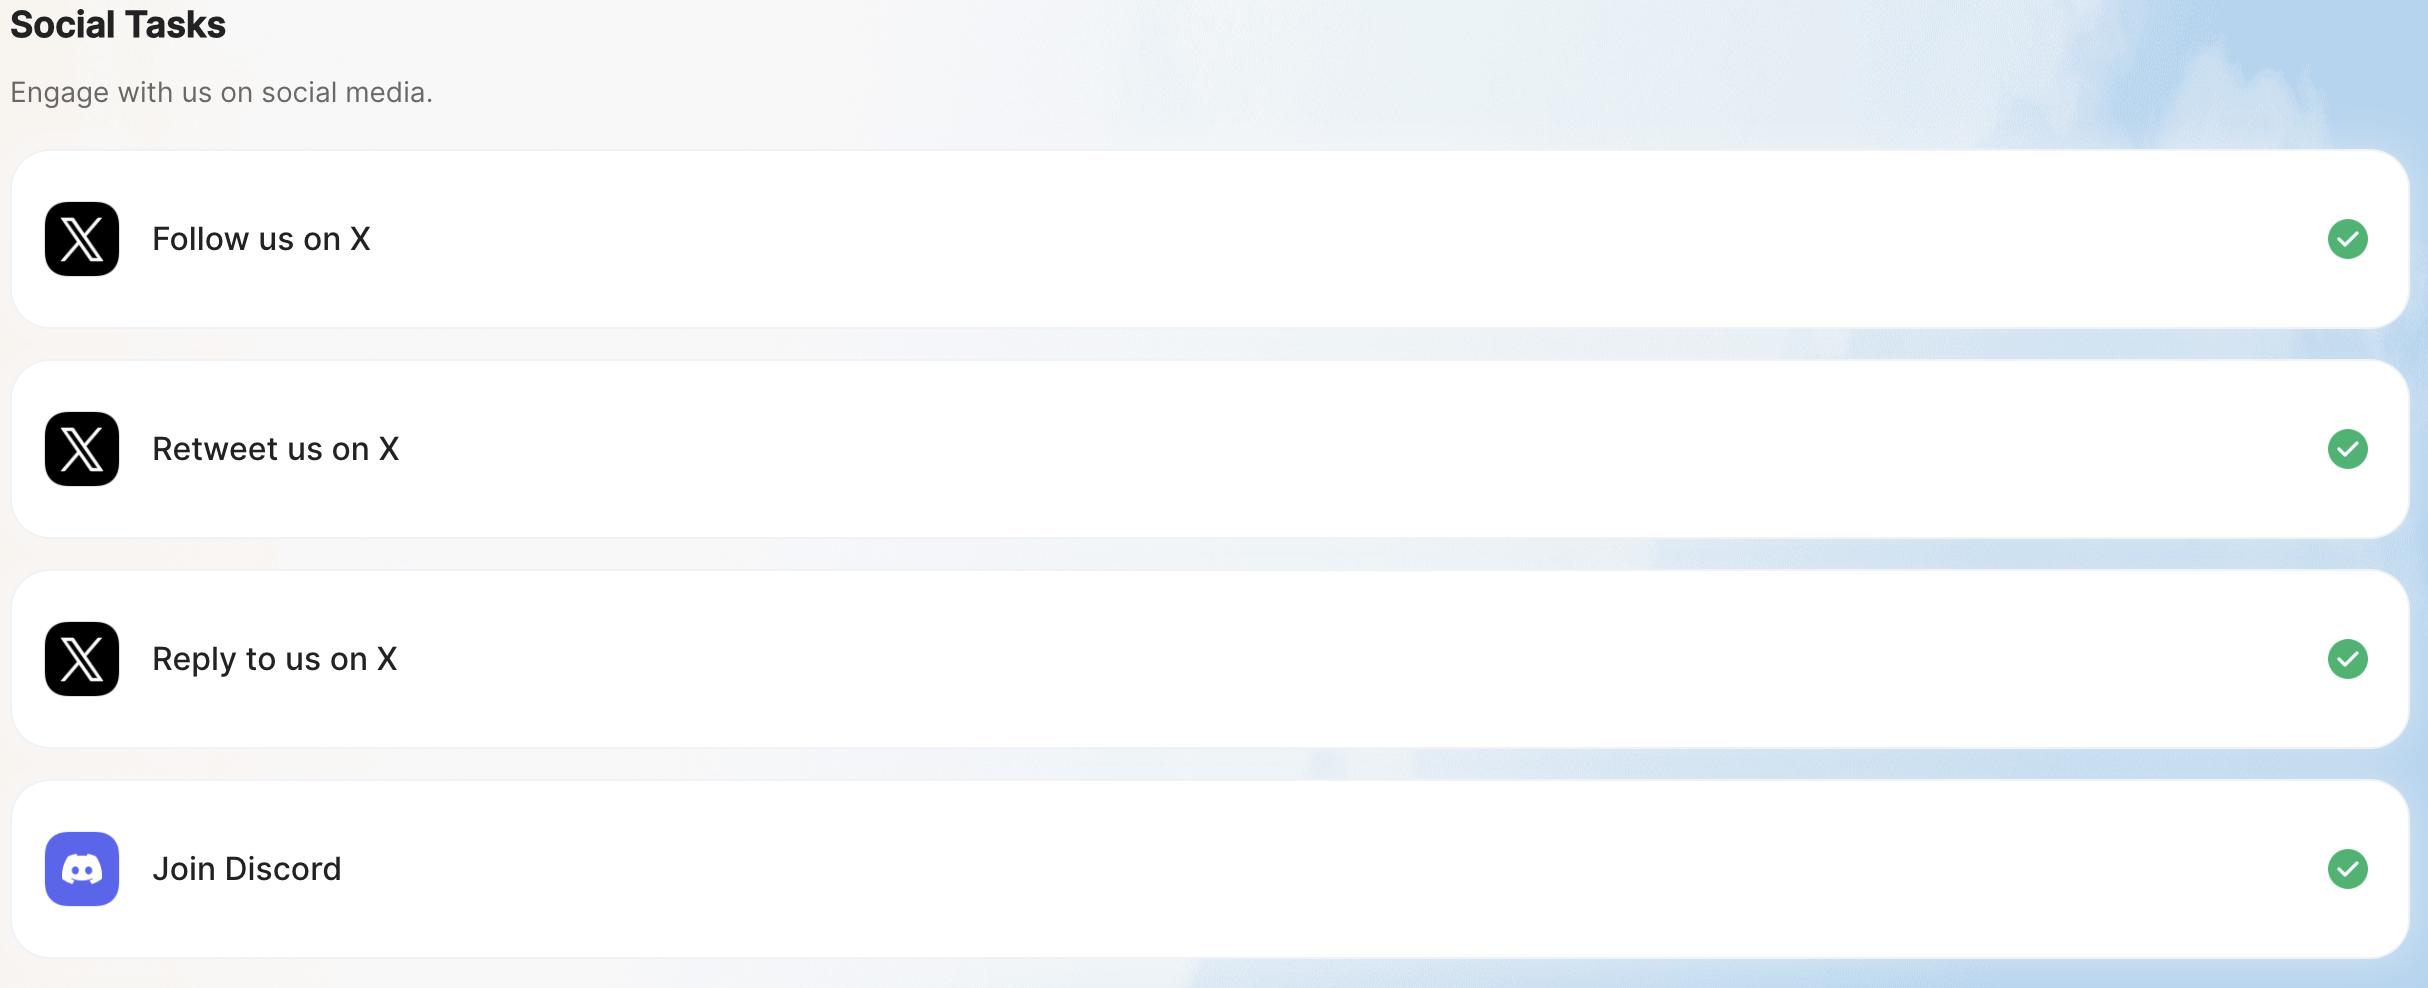 Social Tasks
Engage with us on social media.
Follow us on X
Retweet us on X
Reply to us on X
Join Discord